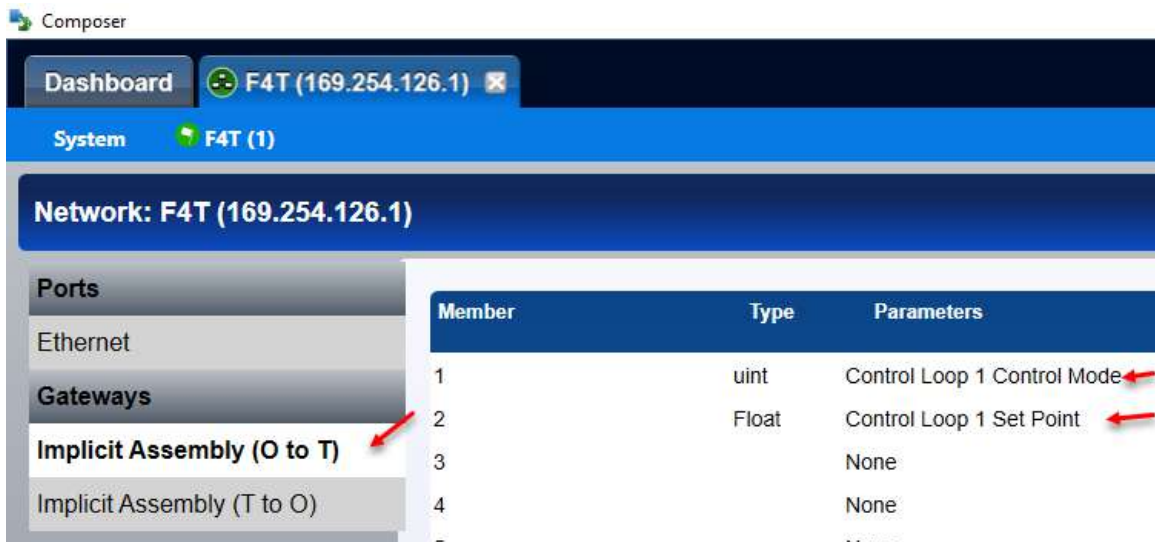 Composer
Dashboard F4T (169.254.126.1)
System F4T (1)
Network: F4T (169.254.126.1)
Ports
Ethernet
Gateways
Implicit Assembly (O to T)
Implicit Assembly (T to O)
Member Type Parameters
1 uint Control Loop 1 Control Mode
2 Float Control Loop 1 Set Point
3 None
4 None